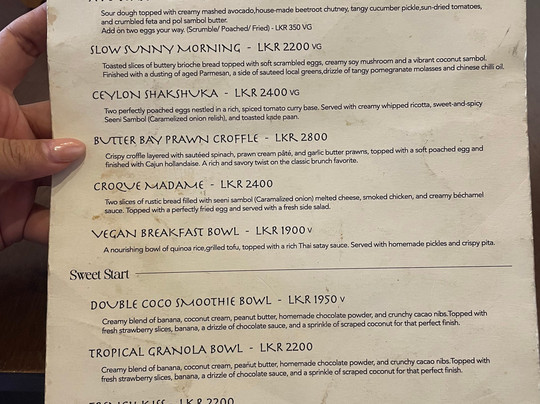 Sour dough topped with creamy mashed avocado,house-made beetroot chutney, tangy cucumber pickle,sun-dried tomatoes,
and crumbled feta and pol sambol butter.
Add on two eggs your way. (Scrumble/ Poached/ Fried) - LKR 350 VG
SLOW SUNNY MORNING - LKR 2200 VG
Toasted slices of buttery brioche bread topped with soft scrambled eggs, creamy soy mushroom and a vibrant coconut sambol.
Finished with a dusting of aged Parmesan, a side of sauteed local greens,drizzle of tangy pomegranate molasses and chinese chilli oil.
CEYLON SHAKSHUKA - LKR 2400 VG
Two perfectly poached eggs nestled in a rich, spiced tomato curry base. Served with creamy whipped ricotta, sweet-and-spicy
Seeni Sambol (Caramelized onion relish), and toasted kade paan.
BUTTER BAY PRAWN CROFFLE - LKR 2800
Crispy croffle layered with sautéed spinach, prawn cream pâté, and garlic butter prawns, topped with a soft poached egg and
finished with Cajun hollandaise. A rich and savory twist on the classic brunch favorite.
CROQUE MADAME - LKR 2400
Two slices of rustic bread filled with seeni sambol (Caramalized onion) melted cheese, smoked chicken, and creamy béchamel
sauce. Topped with a perfectly fried egg and served with a fresh side salad.
VEGAN BREAKFAST BOWL - LKR 1900 V
A nourishing bowl of quinoa rice,grilled tofu, topped with a rich Thai satay sauce. Served with homemade pickles and crispy pita.
Sweet Start
DOUBLE COCO SMOOTHIE BOWL - LKR 1950 V
Creamy blend of banana, coconut cream, peanut butter, homemade chocolate powder, and crunchy cacao nibs.Topped with
fresh strawberry slices, banana, a drizzle of chocolate sauce, and a sprinkle of scraped coconut for that perfect finish.
TROPICAL GRANOLA BOWL - LKR 2200
Creamy blend of banana, coconut cream, peanut butter, homemade chocolate powder, and crunchy cacao nibs.Topped with
fresh strawberry slices, banana, a drizzle of chocolate sauce, and a sprinkle of scraped coconut for that perfect finish.
LKR 2200